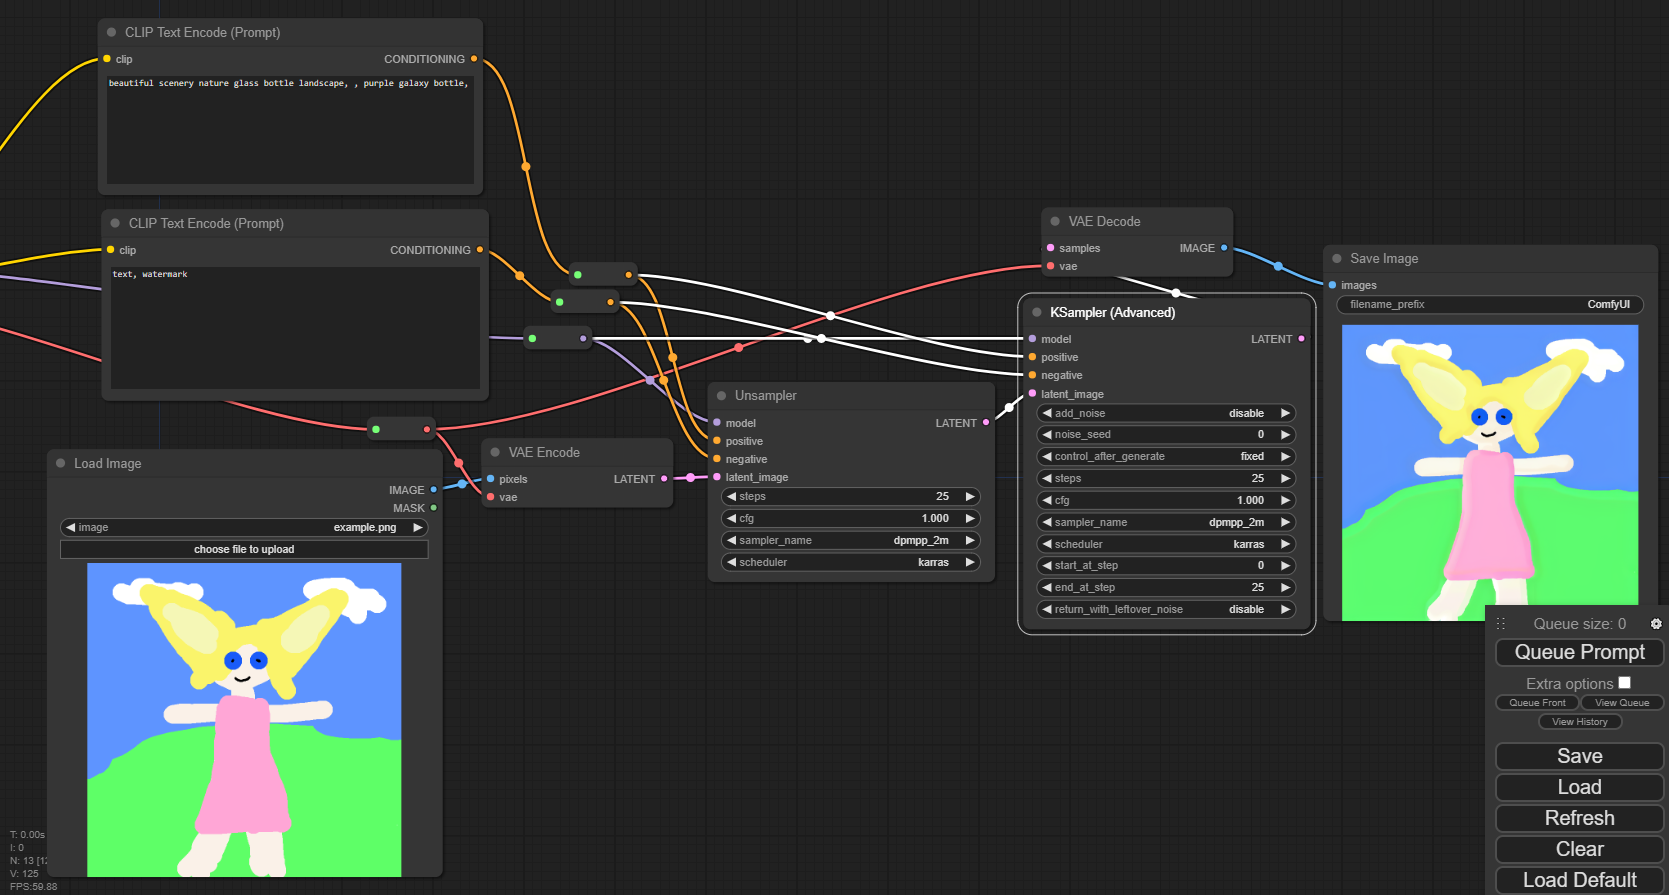 CLIP Text Encode (Prompt)
clip CONDITIONING
beautiful scenery nature glass bottle landscape, , purple galaxy bottle,
CLIP Text Encode (Prompt)
clip CONDITIONING
text, watermark
Load Image
IMAGE
MASK
image example.png
choose file to upload
VAE Encode
pixels LATENT
vae
Unsampler
model LATENT
positive
negative
latent_image
steps 25
cfg 1.000
sampler_name dpmpp_2m
scheduler karras
VAE Decode
samples IMAGE
vae
KSampler (Advanced)
model LATENT
positive
negative
latent_image
add_noise disable
noise_seed 0
control_after_generate fixed
steps 25
cfg 1.000
sampler_name dpmpp_2m
scheduler karras
start_at_step 0
end_at_step 25
return_with_leftover_noise disable
Save Image
images
filename_prefix ComfyUI
Queue size: 0
Queue Prompt
Extra options
Queue Front View Queue
View History
Save
Load
Refresh
Clear
Load Default
T: 0.00s
I: 0
N: 13 [12
V: 125
FPS:59.88